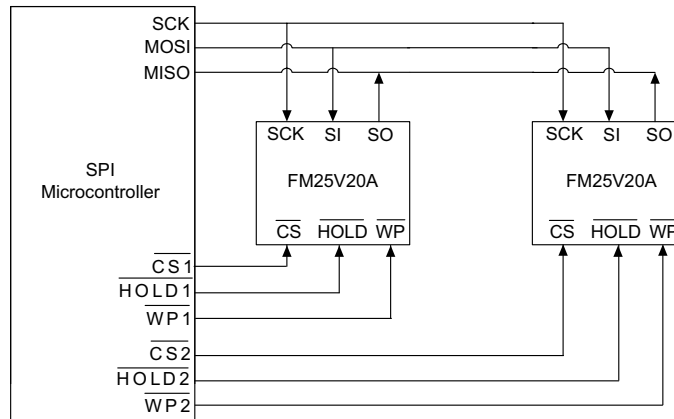 SCK
MOSI
MISO
SCK SI SO
SCK SI SO
SPI
Microcontroller
FM25V20A
FM25V20A
CS HOLD WP
CS HOLD WP
CS1
HOLD1
WP1
CS2
HOLD2
WP2